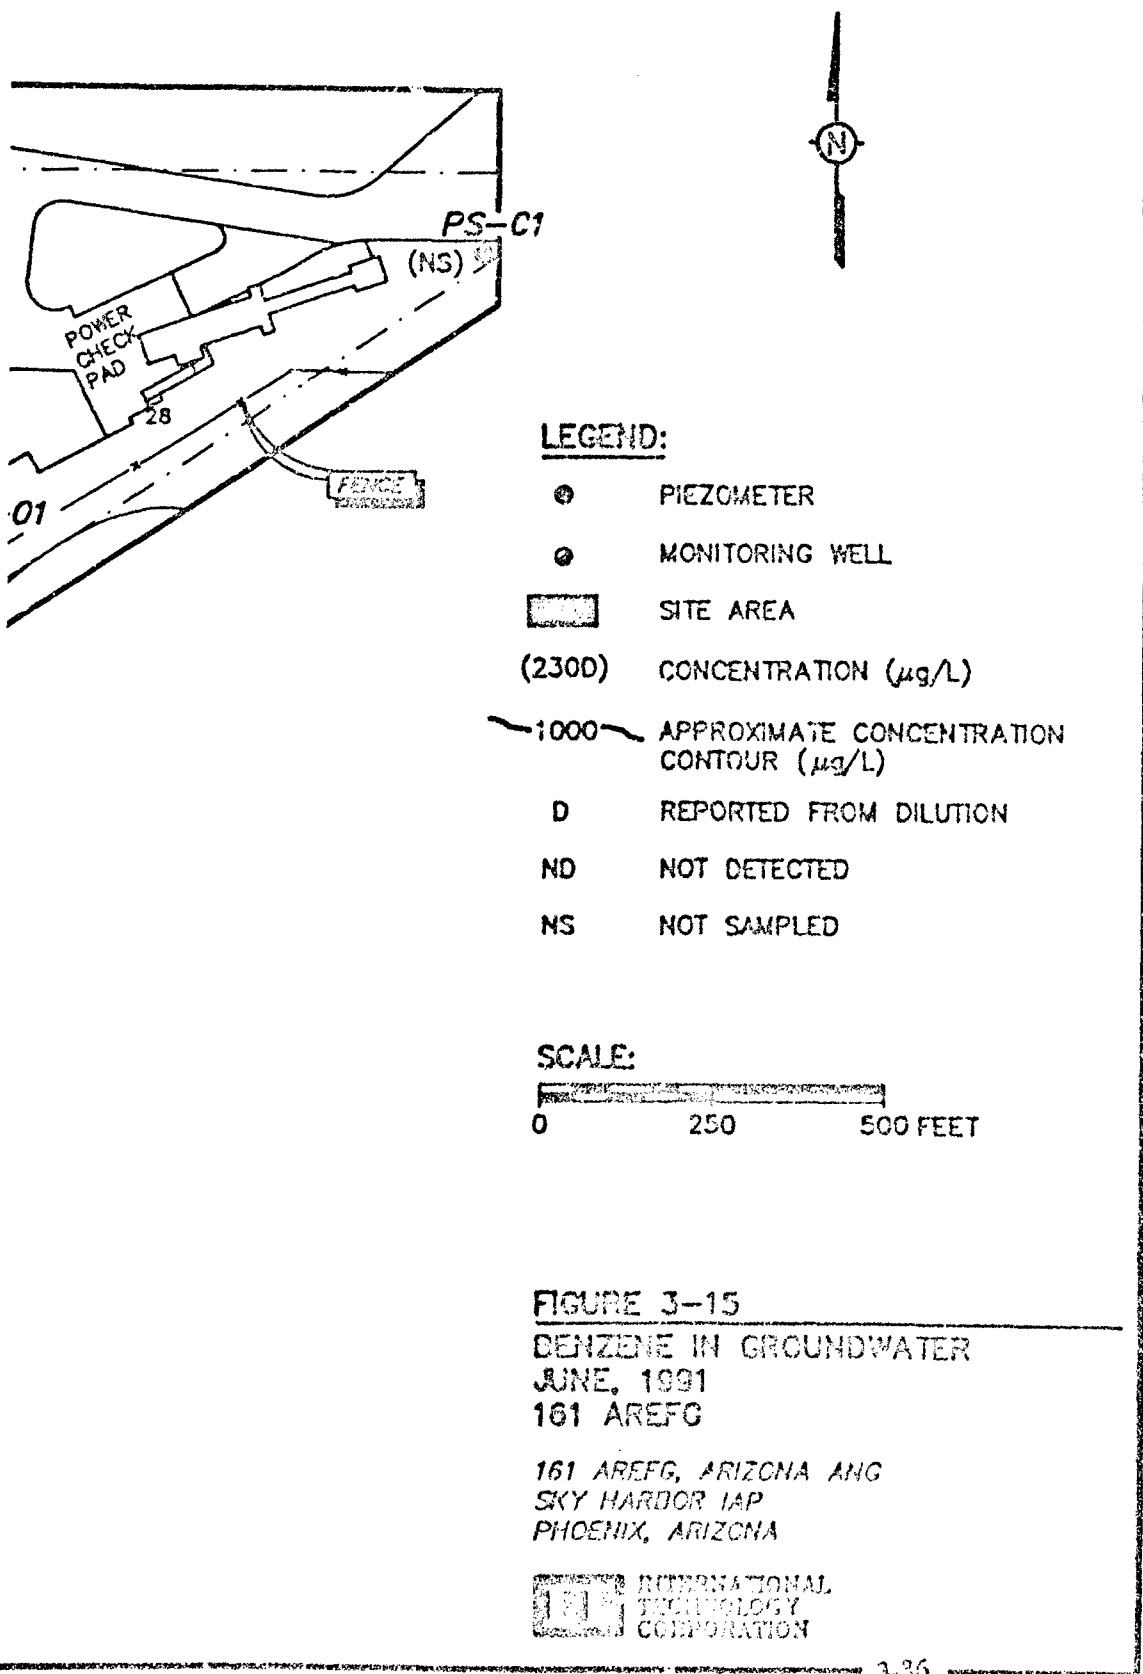 N
PS-C1
(NS)
POWER
CHECK
PAD
28
FENCE
01
LEGEND:
PIEZOMETER
MONITORING WELL
SITE AREA
(230D) CONCENTRATION (µg/L)
1000 APPROXIMATE CONCENTRATION
CONTOUR (µg/L)
D REPORTED FROM DILUTION
ND NOT DETECTED
NS NOT SAMPLED
SCALE:
0 250 500 FEET
FIGURE 3-15
BENZENE IN GROUNDWATER
JUNE, 1991
161 AREFG
161 AREFG, ARIZONA ANG
SKY HARBOR IAP
PHOENIX, ARIZONA
INTERNATIONAL
TECHNOLOGY
CORPORATION
3-36